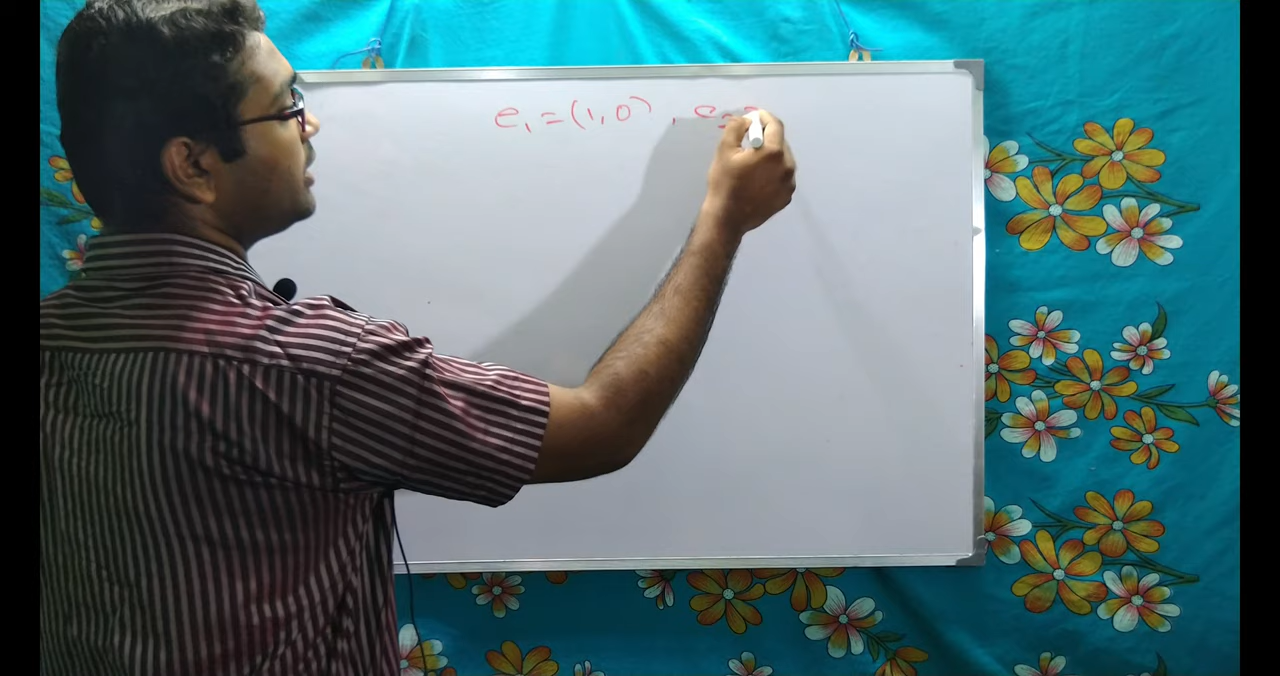 e₁ = (1,0), e₂ =